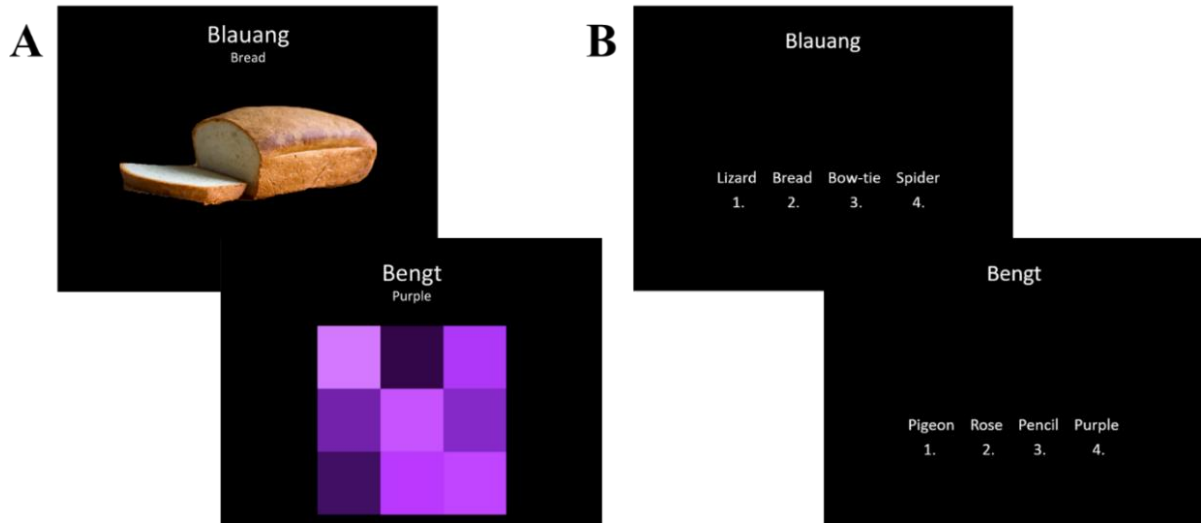 A
Blauang
Bread
Bengt
Purple
B
Blauang
Lizard Bread Bow-tie Spider
1. 2. 3. 4.
Bengt
Pigeon Rose Pencil Purple
1. 2. 3. 4.